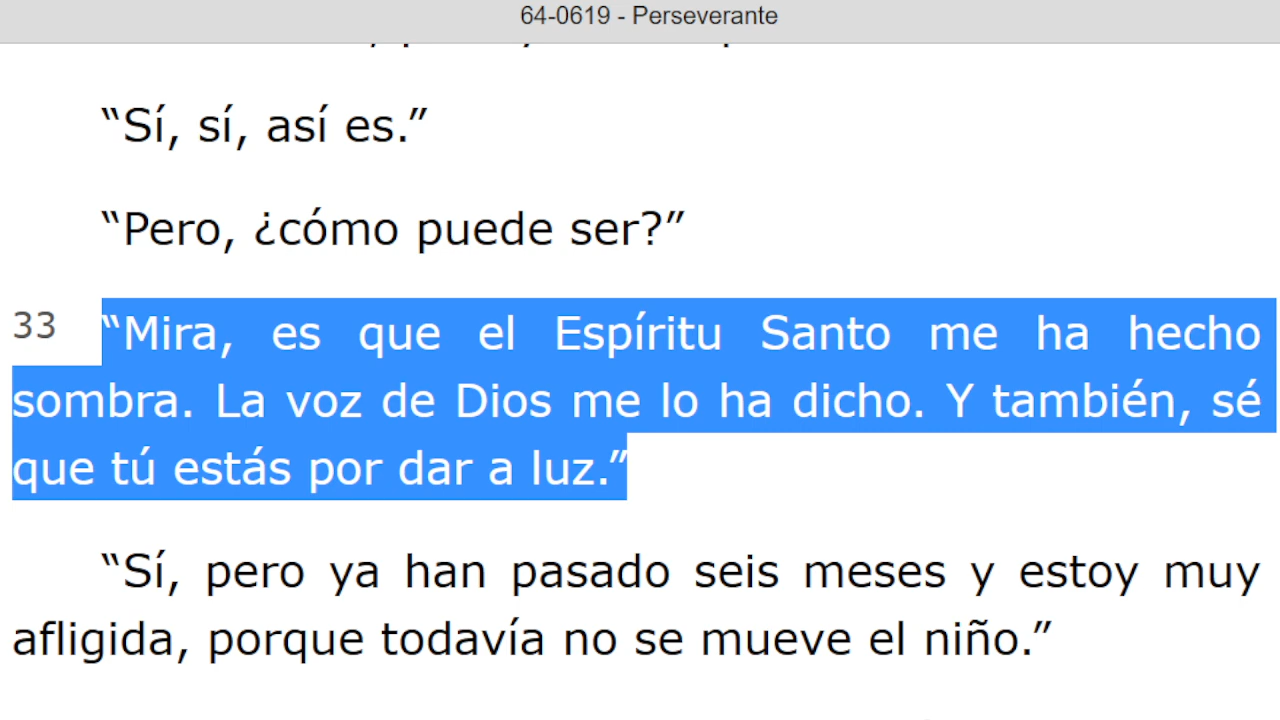 64-0619 - Perseverante
“Sí, sí, así es.”
“Pero, ¿cómo puede ser?”
33 “Mira, es que el Espíritu Santo me ha hecho
sombra. La voz de Dios me lo ha dicho. Y también, sé
que tú estás por dar a luz.”
“Sí, pero ya han pasado seis meses y estoy muy
afligida, porque todavía no se mueve el niño.”